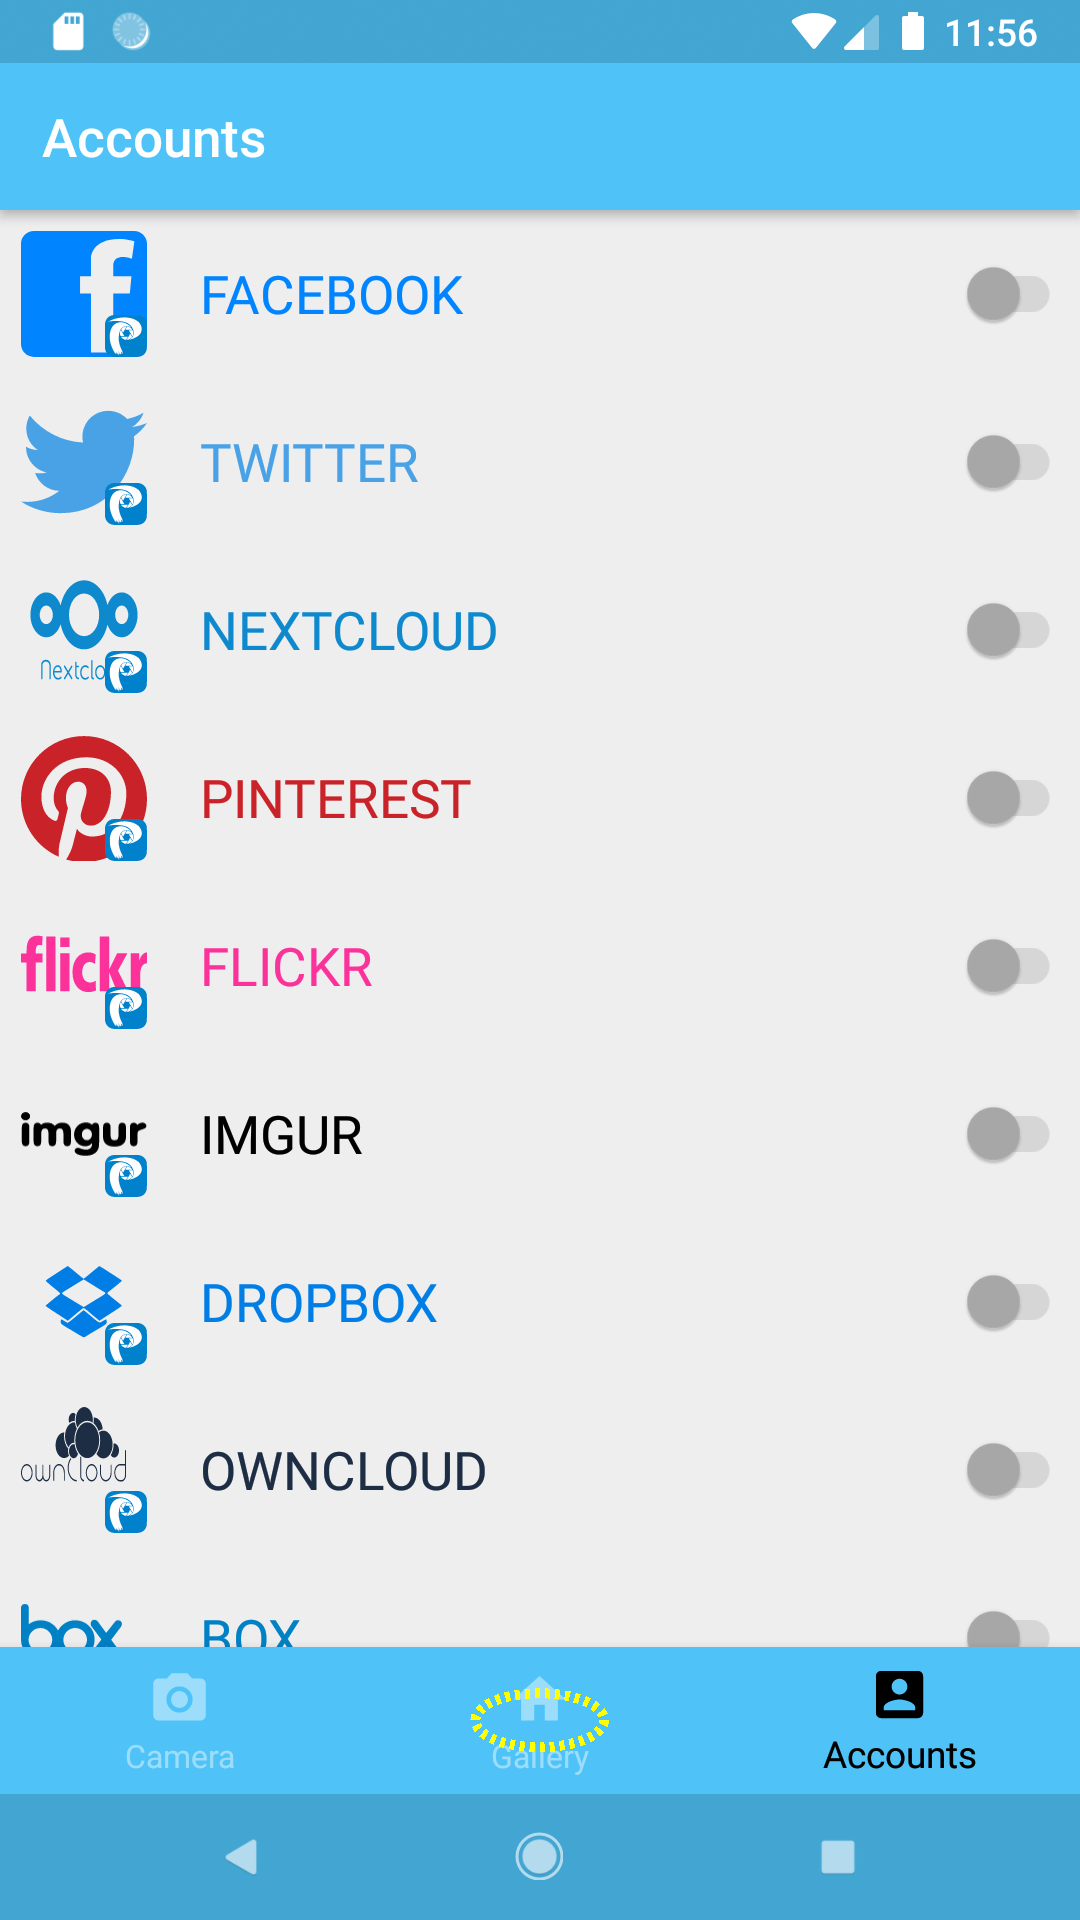 11:56
Accounts
FACEBOOK
TWITTER
Nextclo
NEXTCLOUD
PINTEREST
flickr
FLICKR
imgur
IMGUR
DROPBOX
ownCloud
OWNCLOUD
box
BOX
Camera
Gallery
Accounts